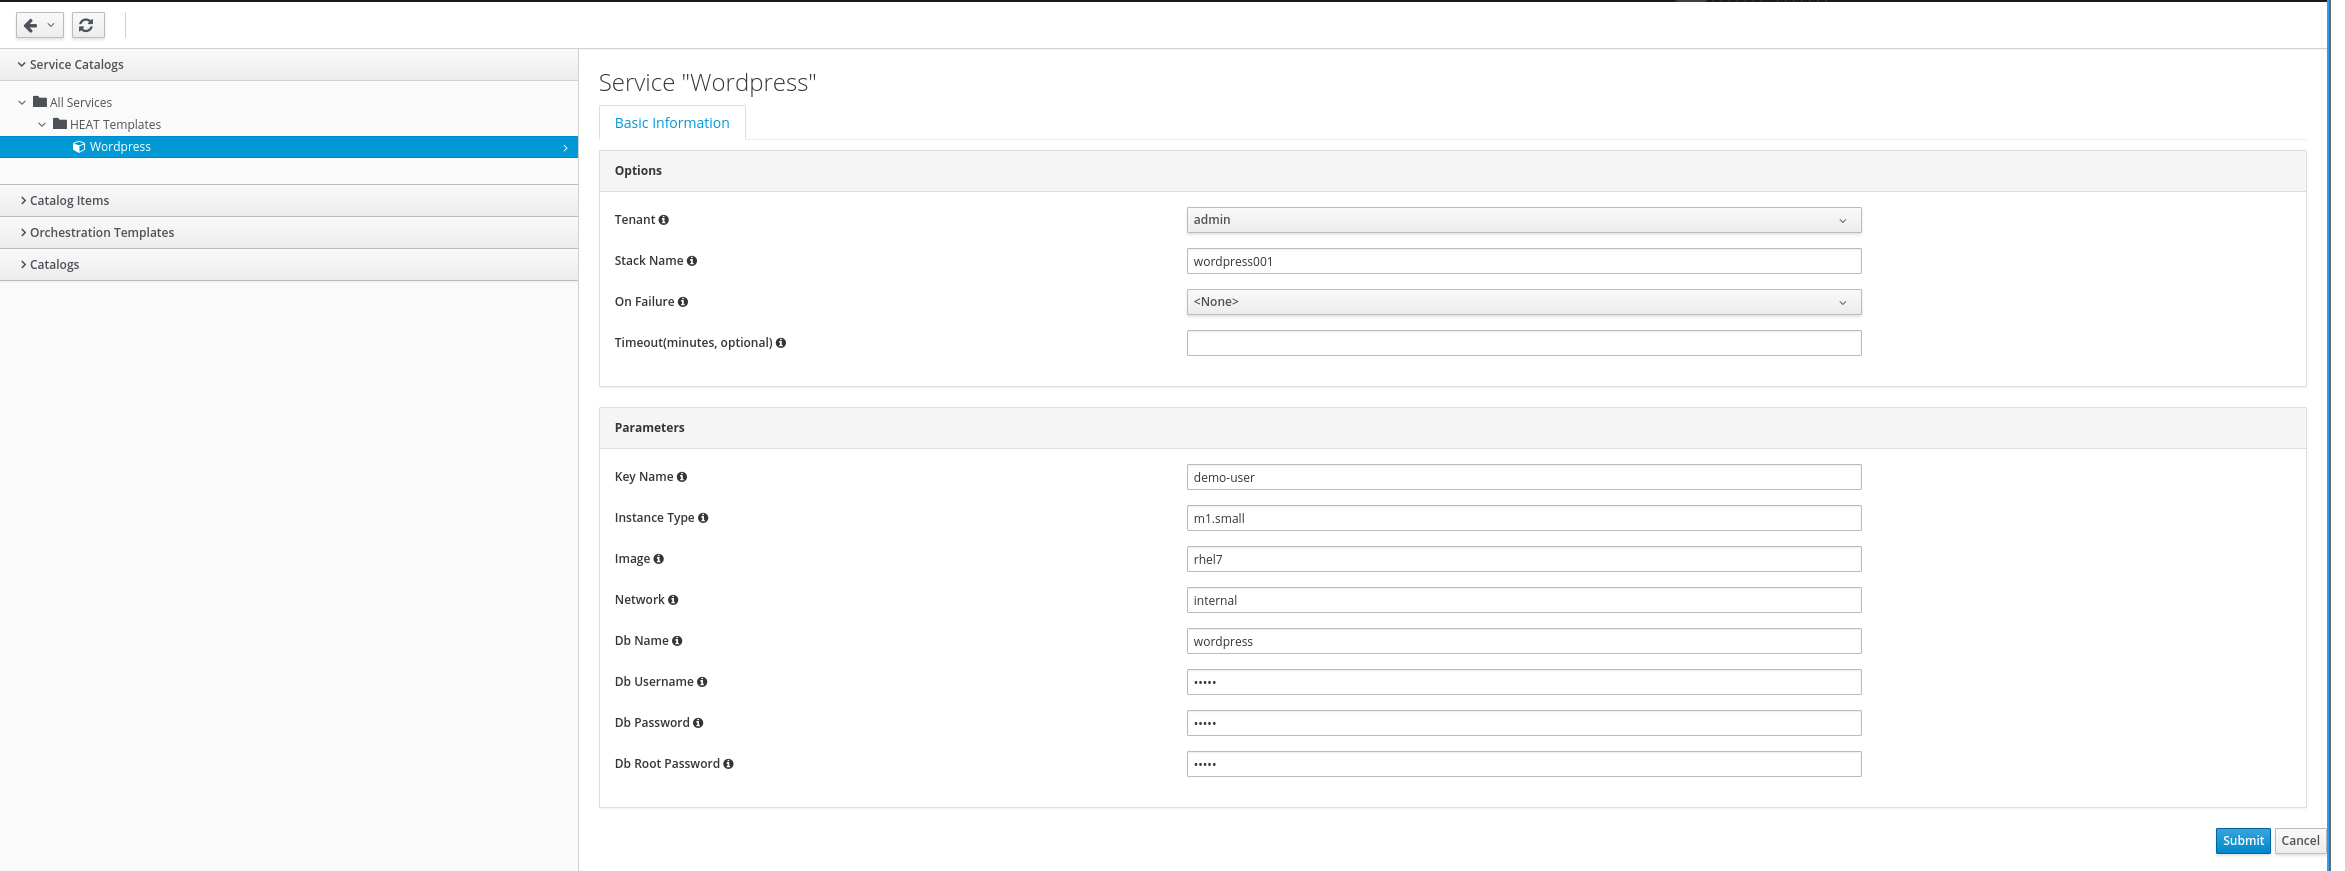 Service Catalogs
All Services
HEAT Templates
Wordpress
Catalog Items
Orchestration Templates
Catalogs
Service "Wordpress"
Basic Information
Options
Tenant admin
Stack Name wordpress001
On Failure <None>
Timeout(minutes, optional)
Parameters
Key Name demo-user
Instance Type m1.small
Image rhel7
Network internal
Db Name wordpress
Db Username •••••
Db Password •••••
Db Root Password •••••
Submit Cancel